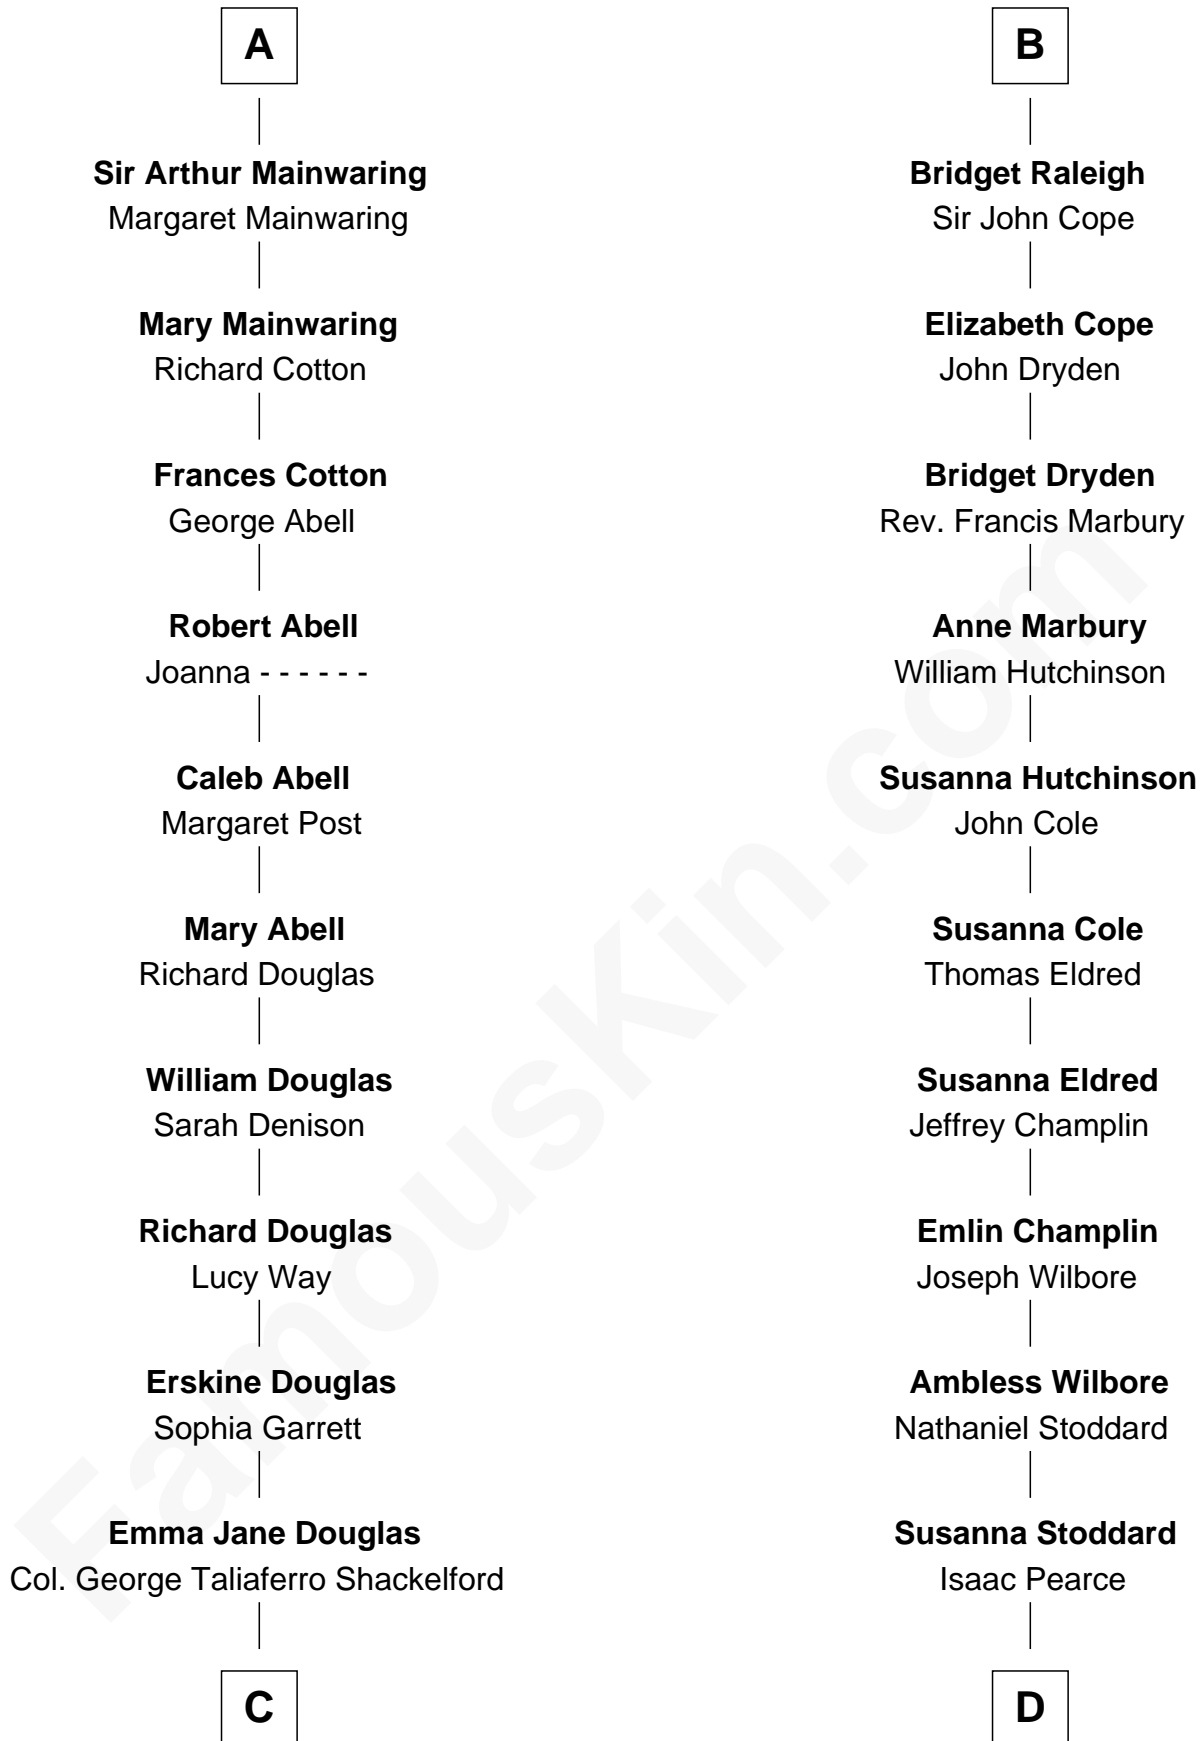 A
Sir Arthur Mainwaring
Margaret Mainwaring
Mary Mainwaring
Richard Cotton
Frances Cotton
George Abell
Robert Abell
Joanna - - - - - -
Caleb Abell
Margaret Post
Mary Abell
Richard Douglas
William Douglas
Sarah Denison
Richard Douglas
Lucy Way
Erskine Douglas
Sophia Garrett
Emma Jane Douglas
Col. George Taliaferro Shackelford
C
B
Bridget Raleigh
Sir John Cope
Elizabeth Cope
John Dryden
Bridget Dryden
Rev. Francis Marbury
Anne Marbury
William Hutchinson
Susanna Hutchinson
John Cole
Susanna Cole
Thomas Eldred
Susanna Eldred
Jeffrey Champlin
Emlin Champlin
Joseph Wilbore
Ambless Wilbore
Nathaniel Stoddard
Susanna Stoddard
Isaac Pearce
D
FamousKin.com